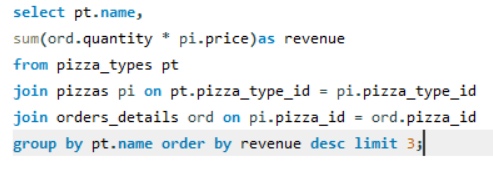 select pt.name,
sum(ord.quantity * pi.price)as revenue
from pizza_types pt
join pizzas pi on pt.pizza_type_id = pi.pizza_type_id
join orders_details ord on pi.pizza_id = ord.pizza_id
group by pt.name order by revenue desc limit 3;